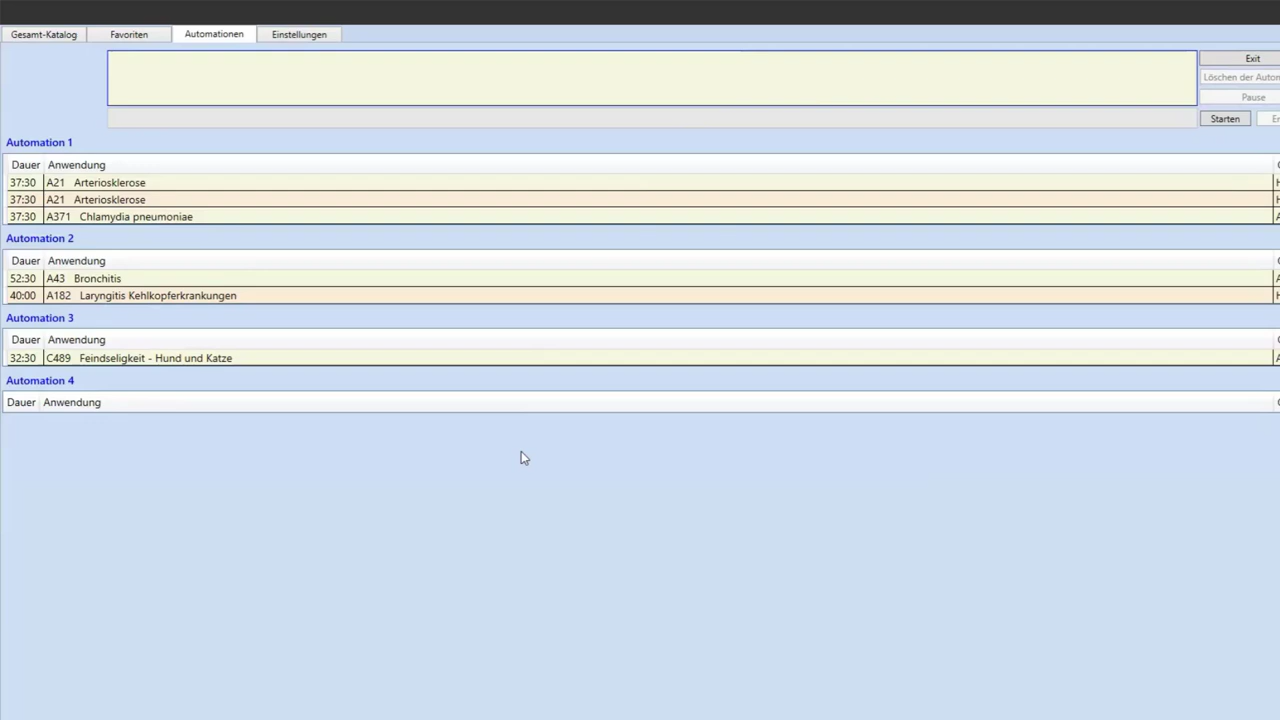 Gesamt-Katalog Favoriten Automationen Einstellungen
Exit
Löschen der Auton
Pause
Starten
Automation 1
Dauer Anwendung
37:30 A21 Arteriosklerose
37:30 A21 Arteriosklerose
37:30 A371 Chlamydia pneumoniae
Automation 2
Dauer Anwendung
52:30 A43 Bronchitis
40:00 A182 Laryngitis Kehlkopferkrankungen
Automation 3
Dauer Anwendung
32:30 C489 Feindseligkeit - Hund und Katze
Automation 4
Dauer Anwendung